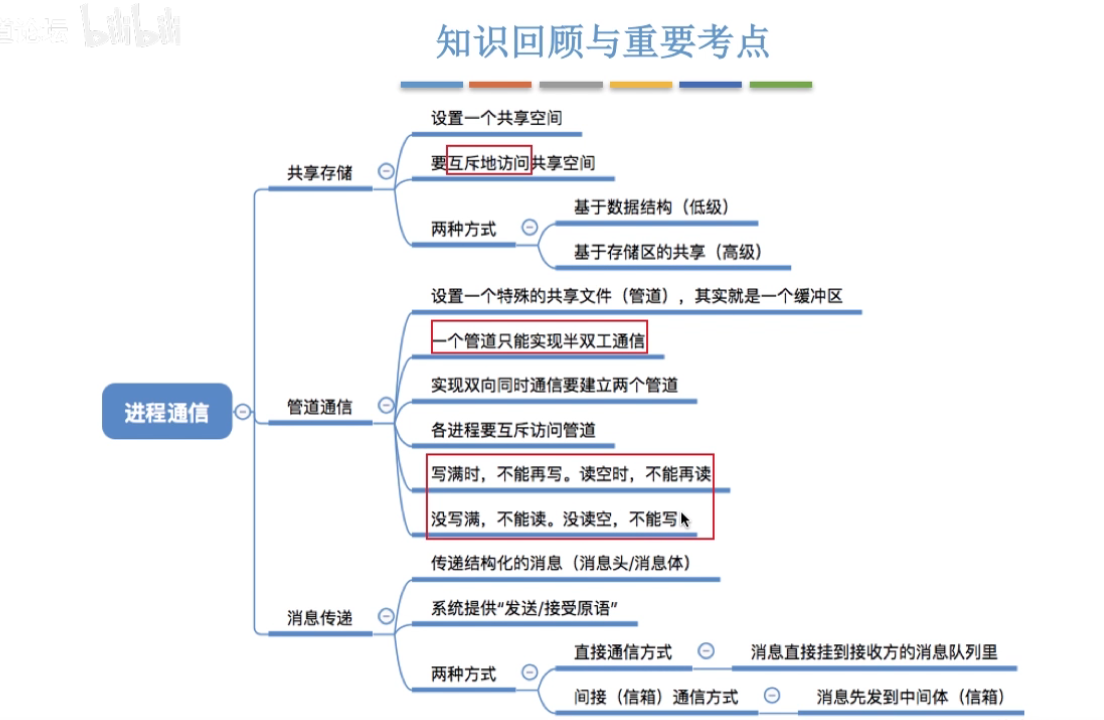 bilibili
知识回顾与重要考点
进程通信
共享存储
设置一个共享空间
要互斥地访问共享空间
两种方式
基于数据结构（低级）
基于存储区的共享（高级）
管道通信
设置一个特殊的共享文件（管道），其实就是一个缓冲区
一个管道只能实现半双工通信
实现双向同时通信要建立两个管道
各进程要互斥访问管道
写满时，不能再写。读空时，不能再读
没写满，不能读。没读空，不能写
消息传递
传递结构化的消息（消息头/消息体）
系统提供“发送/接受原语”
两种方式
直接通信方式
消息直接挂到接收方的消息队列里
间接（信箱）通信方式
消息先发到中间体（信箱）